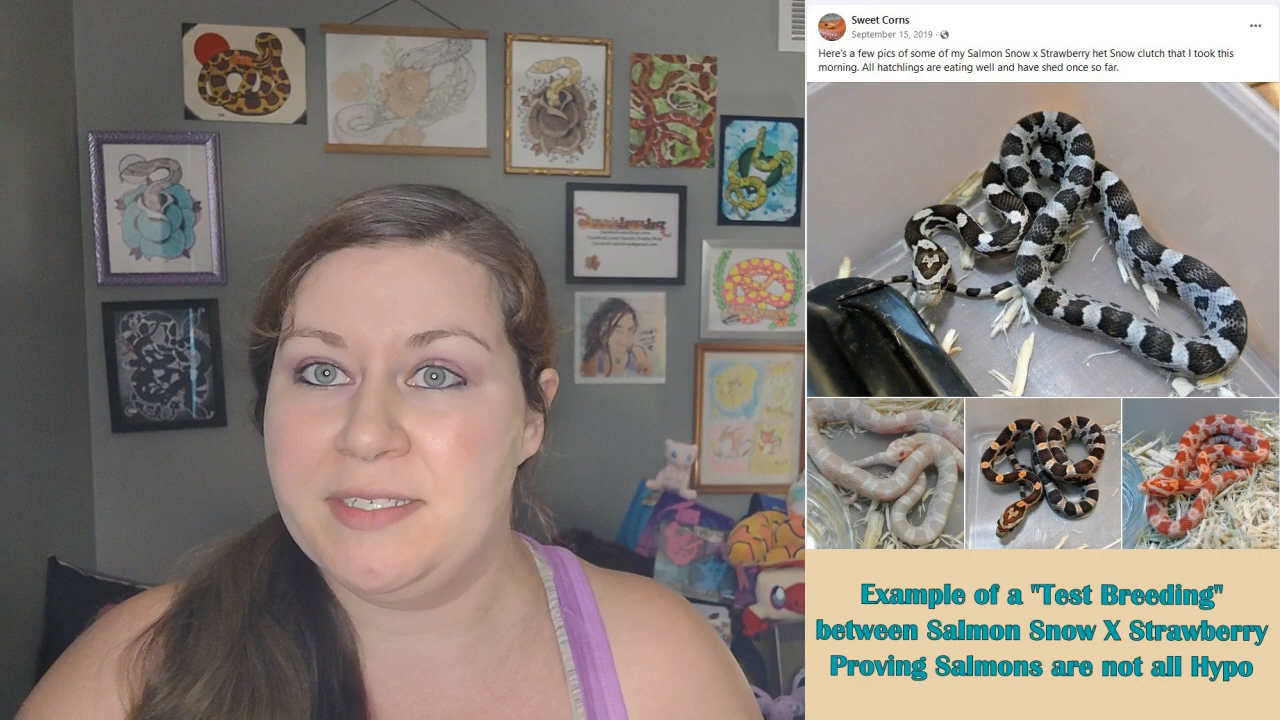 Sweet Corns
September 15, 2019 ·
Here's a few pics of some of my Salmon Snow x Strawberry het Snow clutch that I took this
morning. All hatchlings are eating well and have shed once so far.
Example of a "Test Breeding"
between Salmon Snow X Strawberry
Proving Salmons are not all Hypo